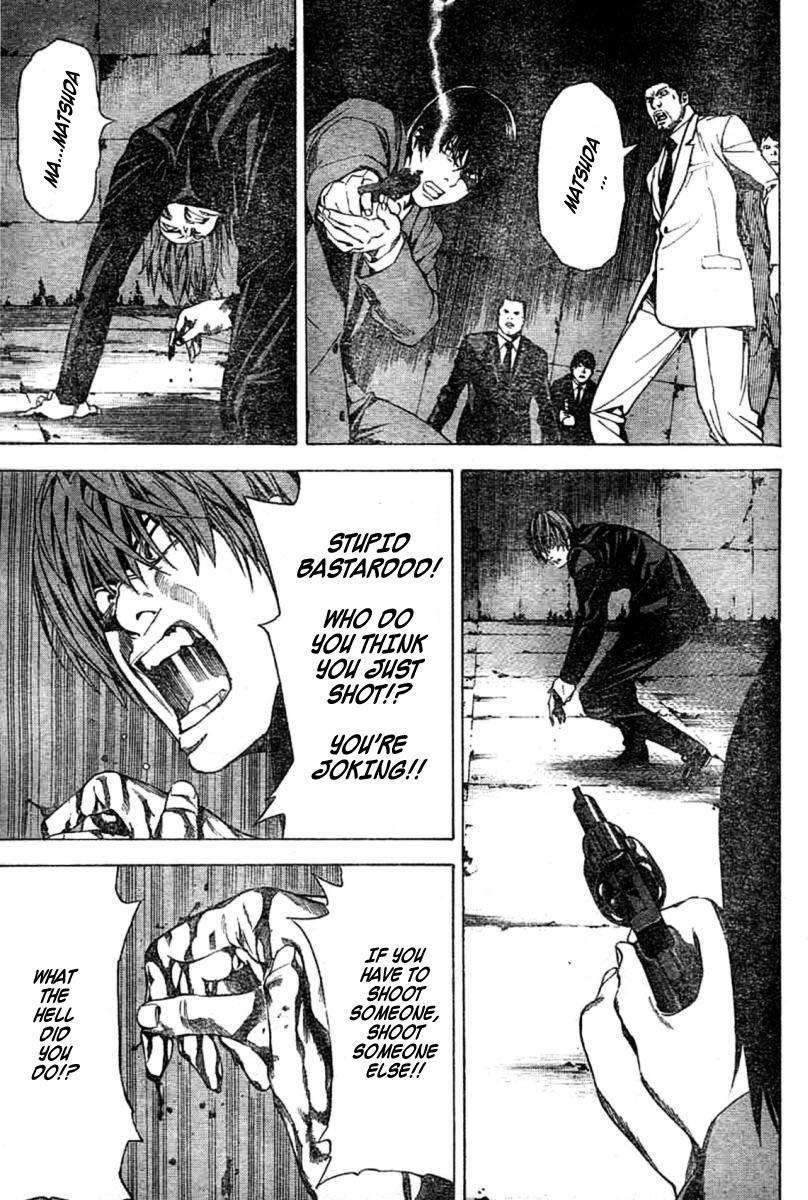 MATSUDA
...
MA...MATSUDA
STUPID
BASTARDDD!
WHO DO
YOU THINK
YOU JUST
SHOT!?
YOU'RE
JOKING!!
IF YOU
HAVE TO
SHOOT
SOMEONE,
SHOOT
SOMEONE
ELSE!!
WHAT
THE
HELL
DID
YOU
DO!?